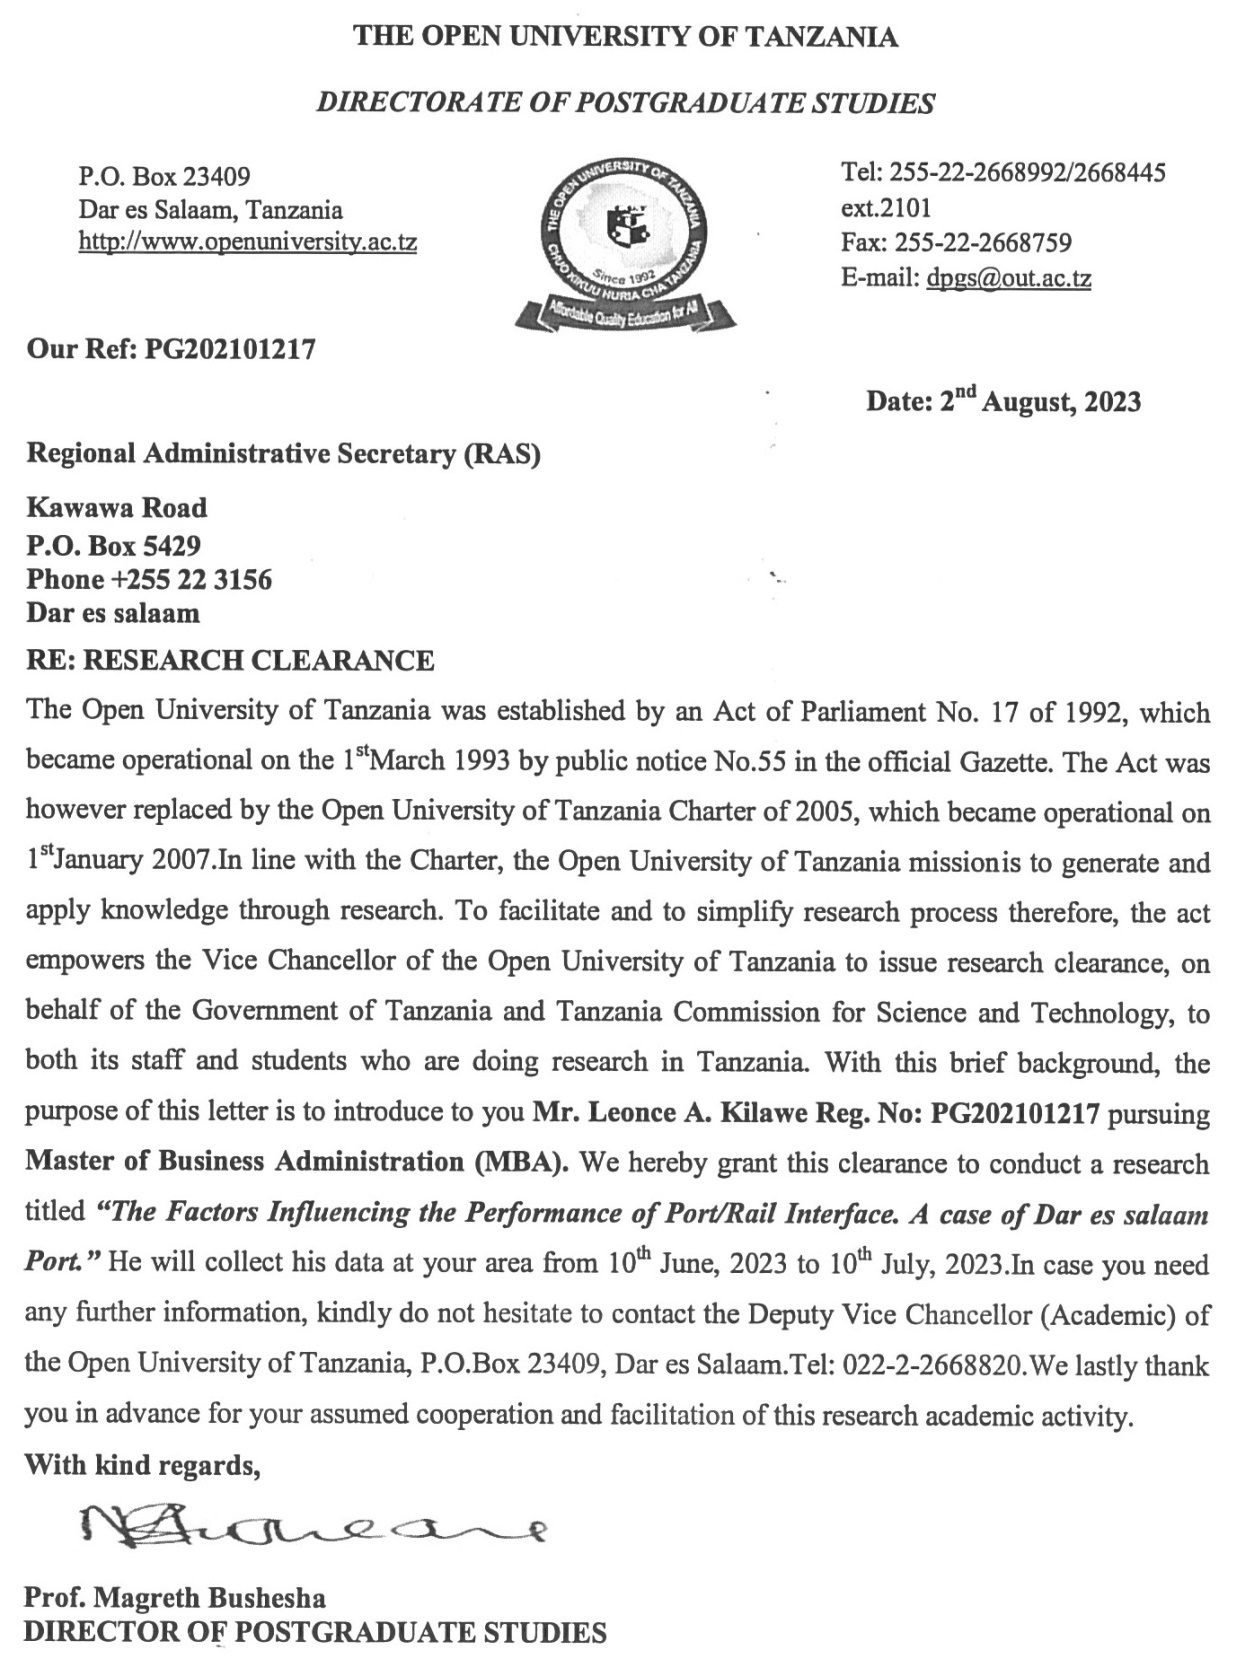 THE OPEN UNIVERSITY OF TANZANIA
DIRECTORATE OF POSTGRADUATE STUDIES
P.O. Box 23409
Dar es Salaam, Tanzania
http://www.openuniversity.ac.tz
THE OPEN UNIVERSITY OF TANZANIA
CHUO KIKUU HURIA CHA TANZANIA
Since 1992
Affordable Quality Education for All
Tel: 255-22-2668992/2668445
ext.2101
Fax: 255-22-2668759
E-mail: dpgs@out.ac.tz
Our Ref: PG202101217
Date: 2nd August, 2023
Regional Administrative Secretary (RAS)
Kawawa Road
P.O. Box 5429
Phone +255 22 3156
Dar es salaam
RE: RESEARCH CLEARANCE
The Open University of Tanzania was established by an Act of Parliament No. 17 of 1992, which
became operational on the 1stMarch 1993 by public notice No.55 in the official Gazette. The Act was
however replaced by the Open University of Tanzania Charter of 2005, which became operational on
1stJanuary 2007.In line with the Charter, the Open University of Tanzania missionis to generate and
apply knowledge through research. To facilitate and to simplify research process therefore, the act
empowers the Vice Chancellor of the Open University of Tanzania to issue research clearance, on
behalf of the Government of Tanzania and Tanzania Commission for Science and Technology, to
both its staff and students who are doing research in Tanzania. With this brief background, the
purpose of this letter is to introduce to you Mr. Leonce A. Kilawe Reg. No: PG202101217 pursuing
Master of Business Administration (MBA). We hereby grant this clearance to conduct a research
titled “The Factors Influencing the Performance of Port/Rail Interface. A case of Dar es salaam
Port.” He will collect his data at your area from 10th June, 2023 to 10th July, 2023.In case you need
any further information, kindly do not hesitate to contact the Deputy Vice Chancellor (Academic) of
the Open University of Tanzania, P.O.Box 23409, Dar es Salaam.Tel: 022-2-2668820.We lastly thank
you in advance for your assumed cooperation and facilitation of this research academic activity.
With kind regards,
Prof. Magreth Bushesha
DIRECTOR OF POSTGRADUATE STUDIES